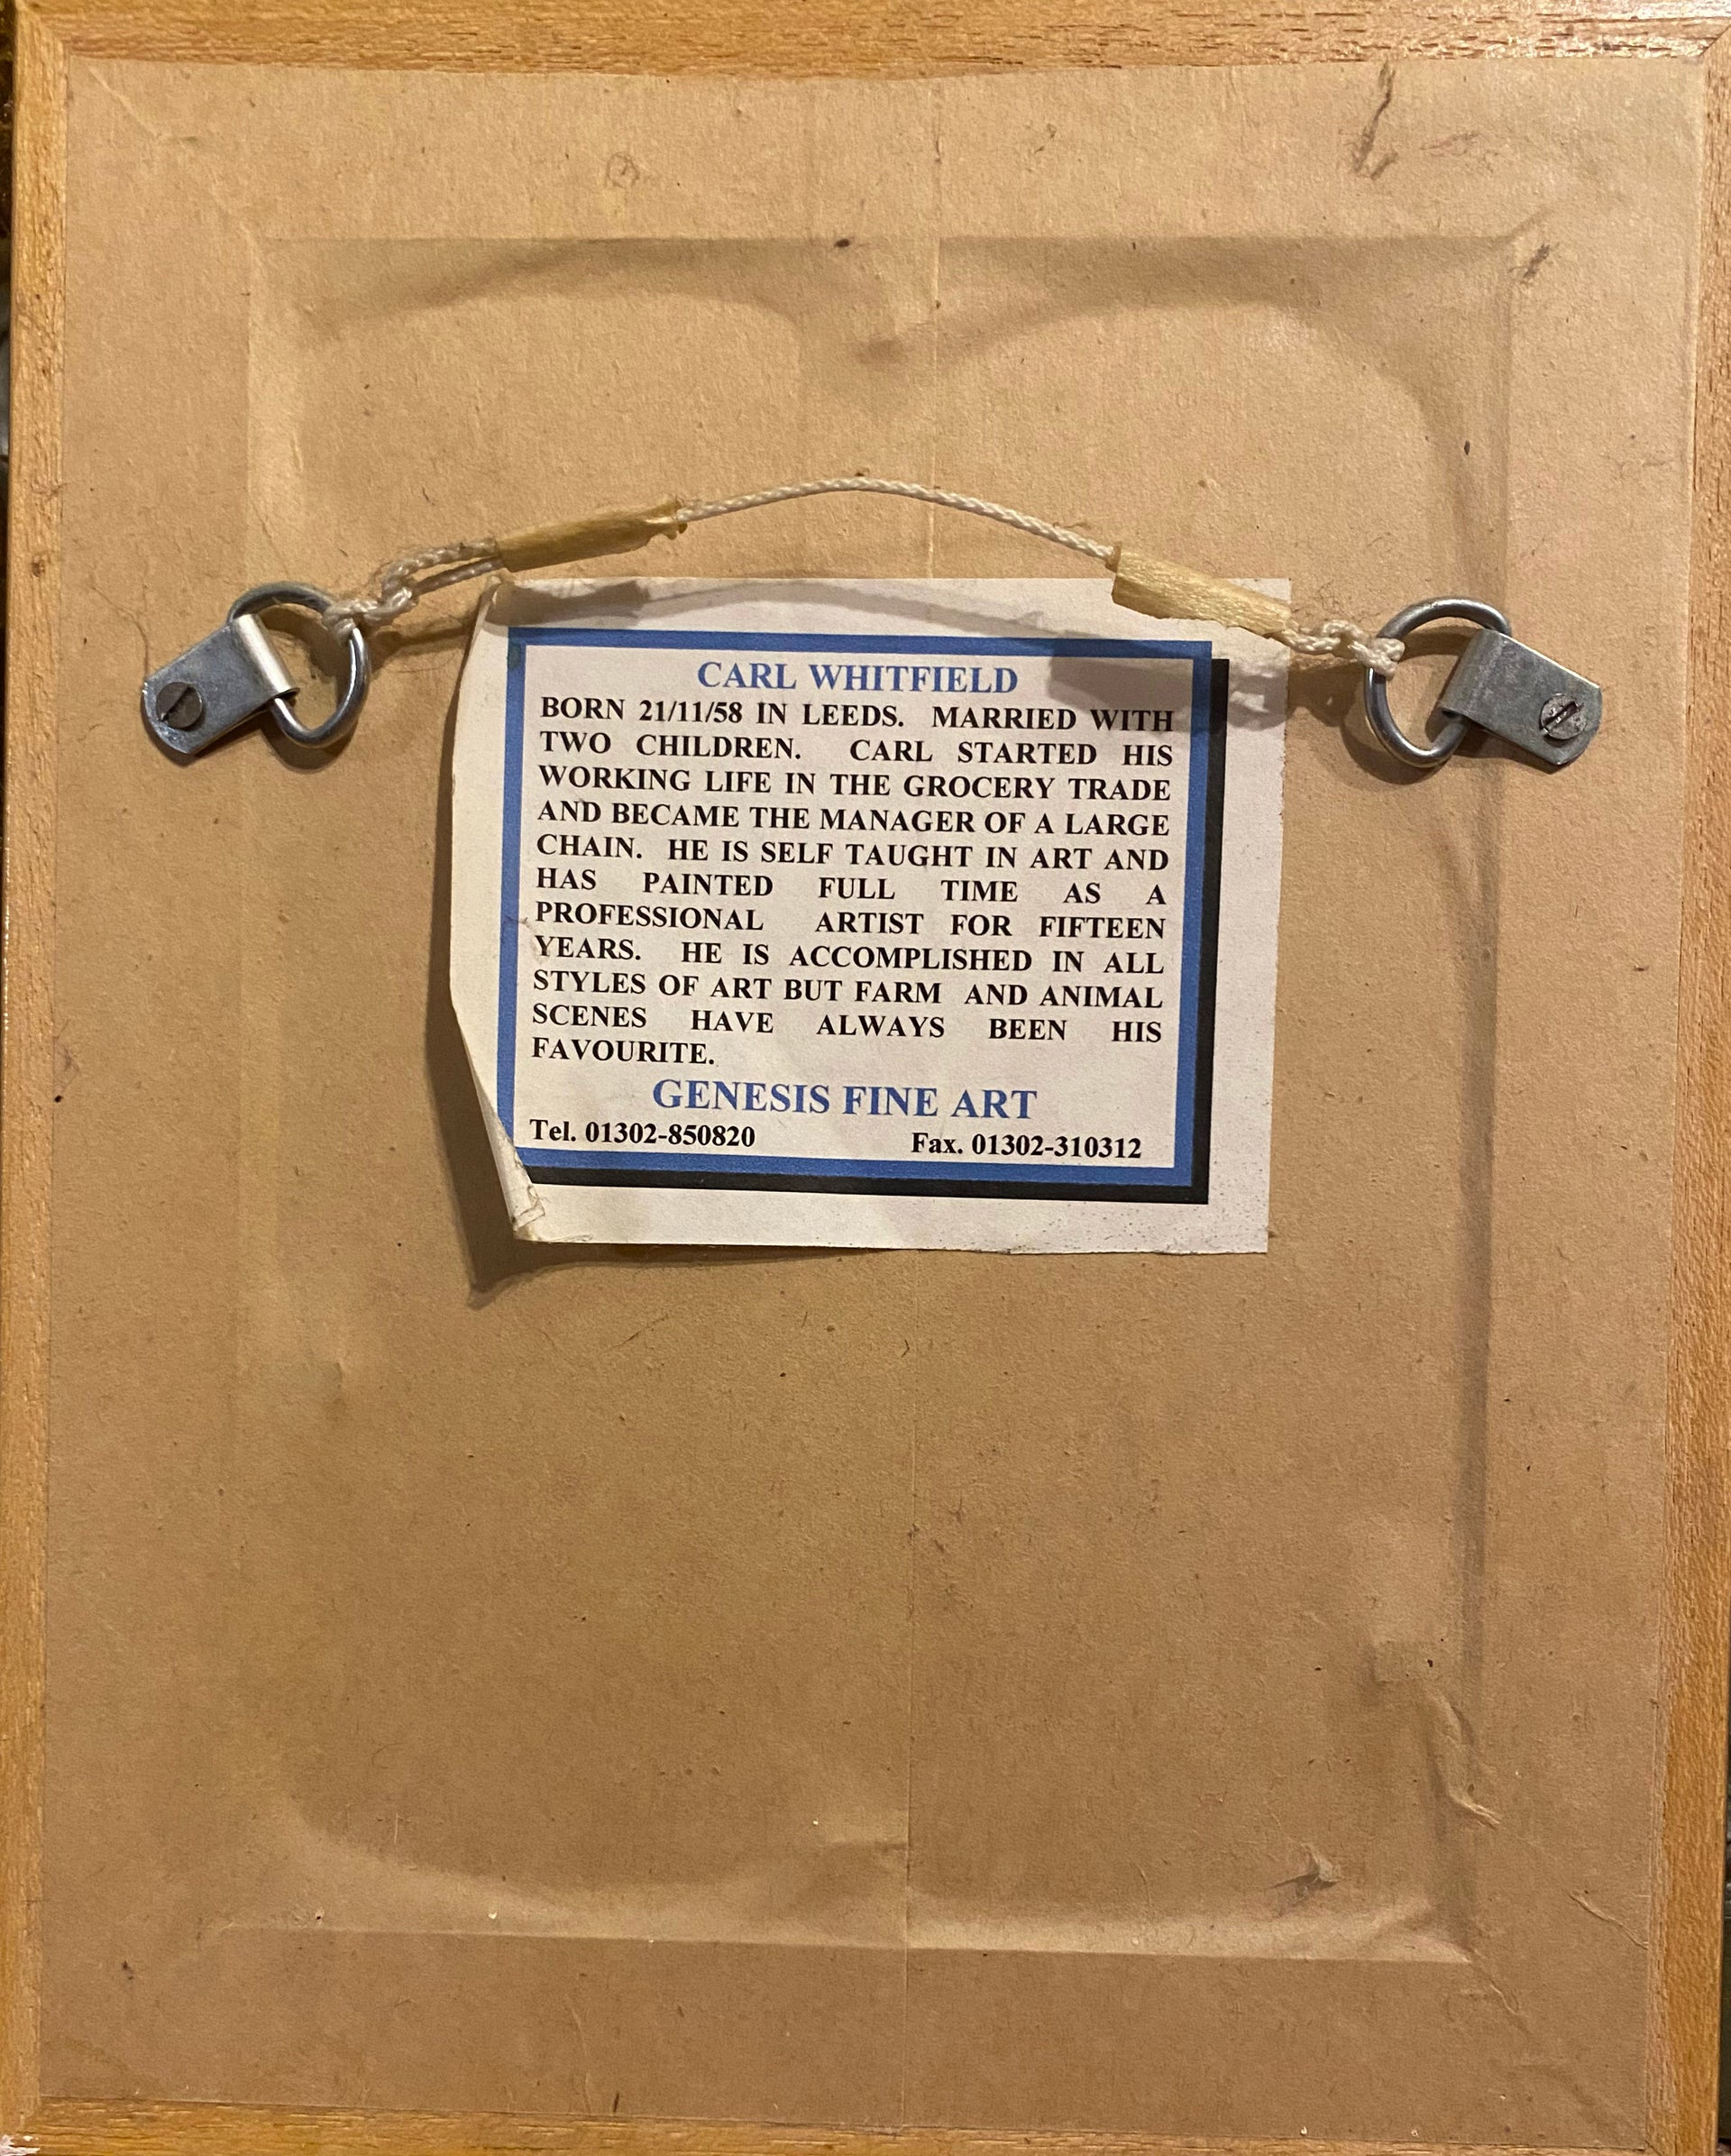 CARL WHITFIELD
BORN 21/11/58 IN LEEDS. MARRIED WITH
TWO CHILDREN. CARL STARTED HIS
WORKING LIFE IN THE GROCERY TRADE
AND BECAME THE MANAGER OF A LARGE
CHAIN. HE IS SELF TAUGHT IN ART AND
HAS PAINTED FULL TIME AS A
PROFESSIONAL ARTIST FOR FIFTEEN
YEARS. HE IS ACCOMPLISHED IN ALL
STYLES OF ART BUT FARM AND ANIMAL
SCENES HAVE ALWAYS BEEN HIS
FAVOURITE.
GENESIS FINE ART
Tel. 01302-850820 Fax. 01302-310312